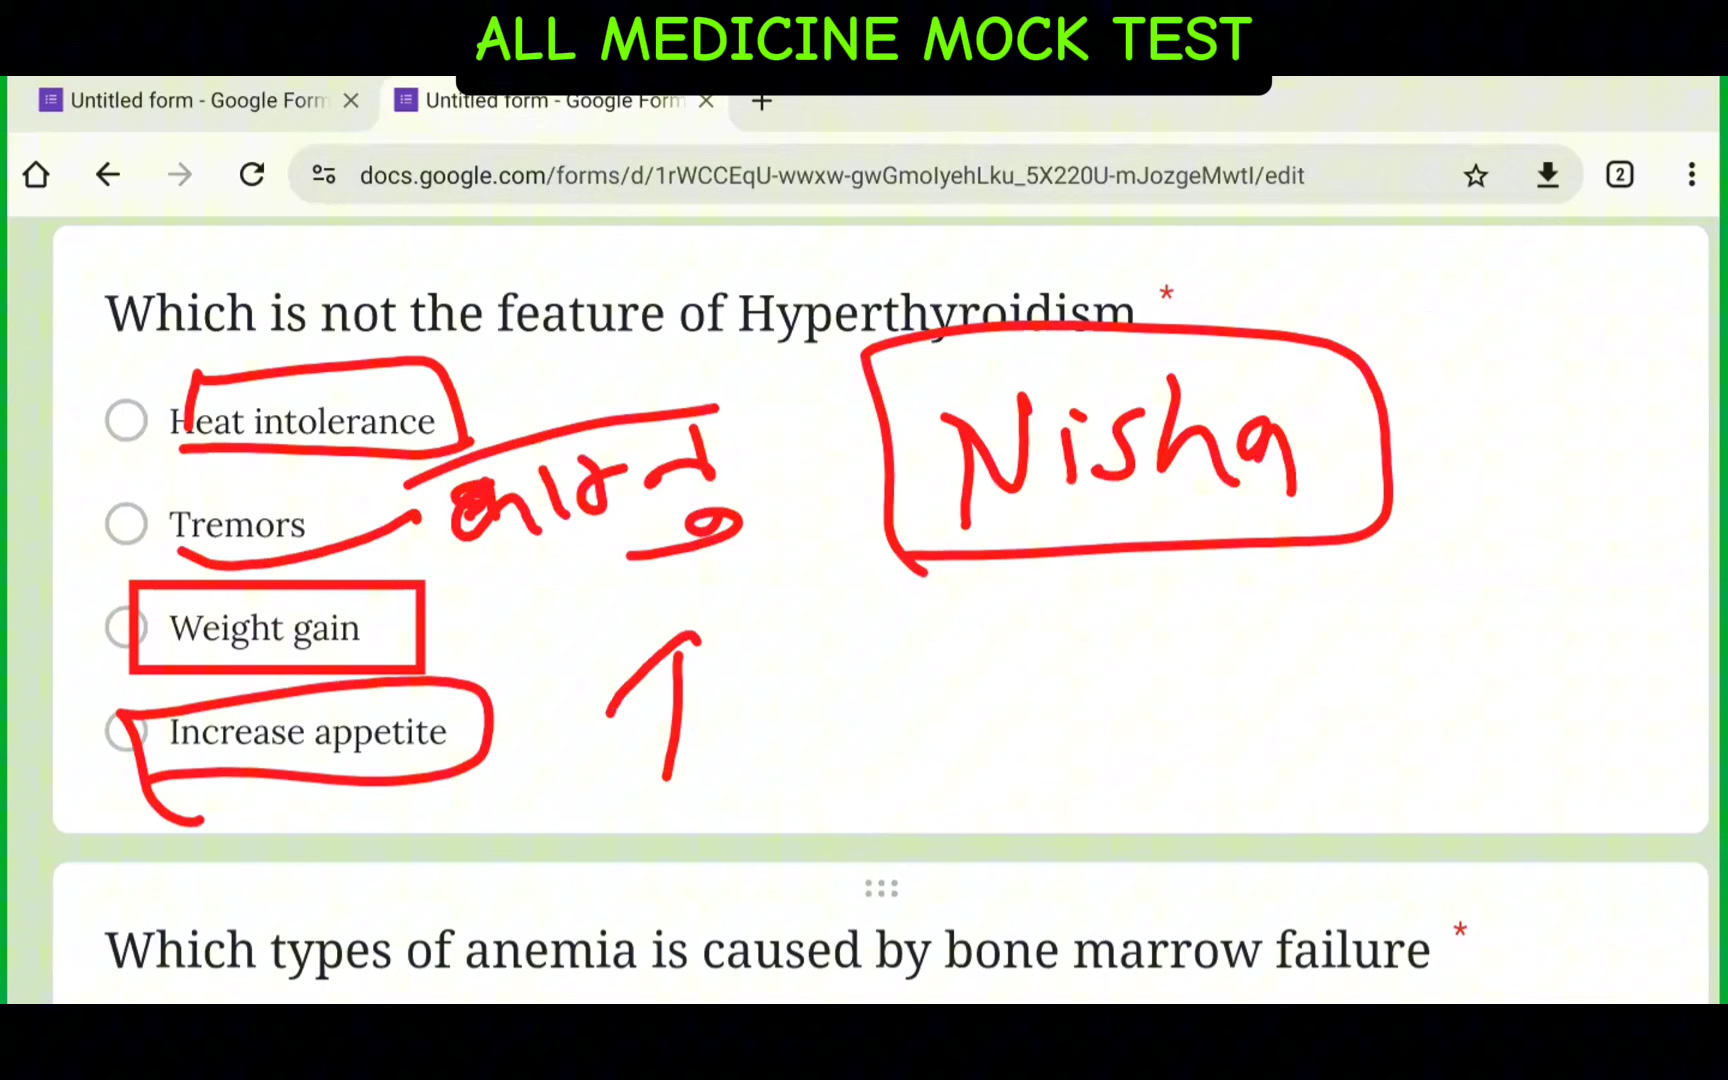 ALL MEDICINE MOCK TEST
Untitled form - Google Form
Untitled form - Google Form
docs.google.com/forms/d/1rWCCEqU-wwxw-gwGmoIyehLku_5X220U-mJozgeMwtI/edit
2
Which is not the feature of Hyperthyroidism *
Heat intolerance
Nisha
Tremors
Weight gain
Increase appetite
Which types of anemia is caused by bone marrow failure *